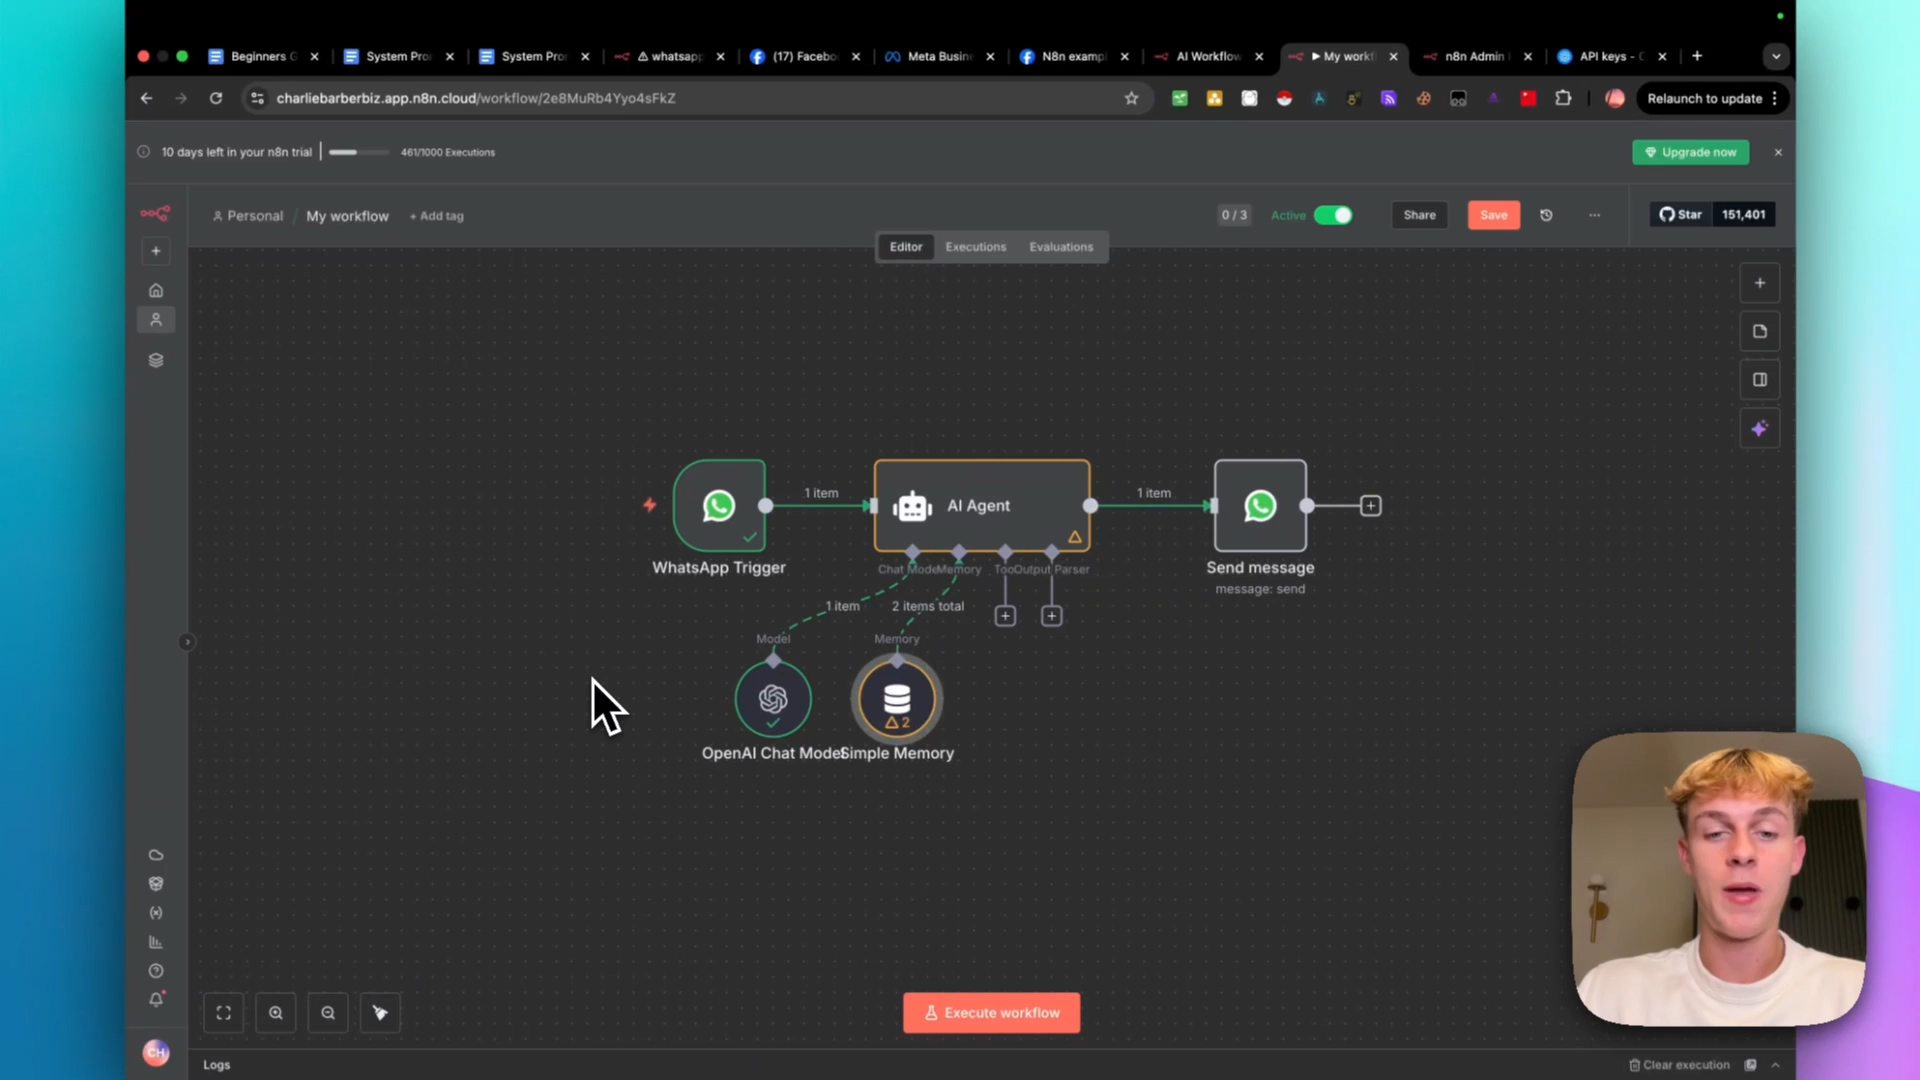 Beginners G
System Pro
System Pro
⚠ whatsapp
(17) Facebo
Meta Busin
N8n examp
AI Workflow
▶ My workf
n8n Admin
API keys - O
charliebarberbiz.app.n8n.cloud/workflow/2e8MuRb4Yyo4sFkZ
Relaunch to update
10 days left in your n8n trial
461/1000 Executions
Upgrade now
Personal / My workflow + Add tag
0 / 3
Active
Share
Save
Star 151,401
Editor
Executions
Evaluations
1 item
AI Agent
1 item
WhatsApp Trigger
Chat Mode
Memory
Too
Output Parser
Send message
message: send
1 item
2 items total
Model
Memory
2
OpenAI Chat Model
Simple Memory
Execute workflow
CH
Logs
Clear execution